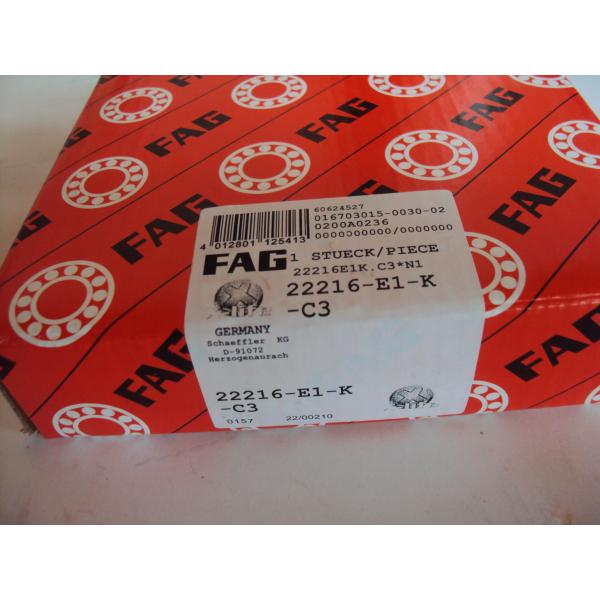 FAG
FAG
FAG
FAG
FAG
FAG
60624527
016703015-0030-02
0200A0236
0000000000/0000000
4 012801 125413
FAG
1 STUECK/PIECE
22216E1K.C3*N1
22216-E1-K
-C3
GERMANY
Schaeffler KG
D-91072
Herzogenaurach
22216-E1-K
-C3
0157
22/00210